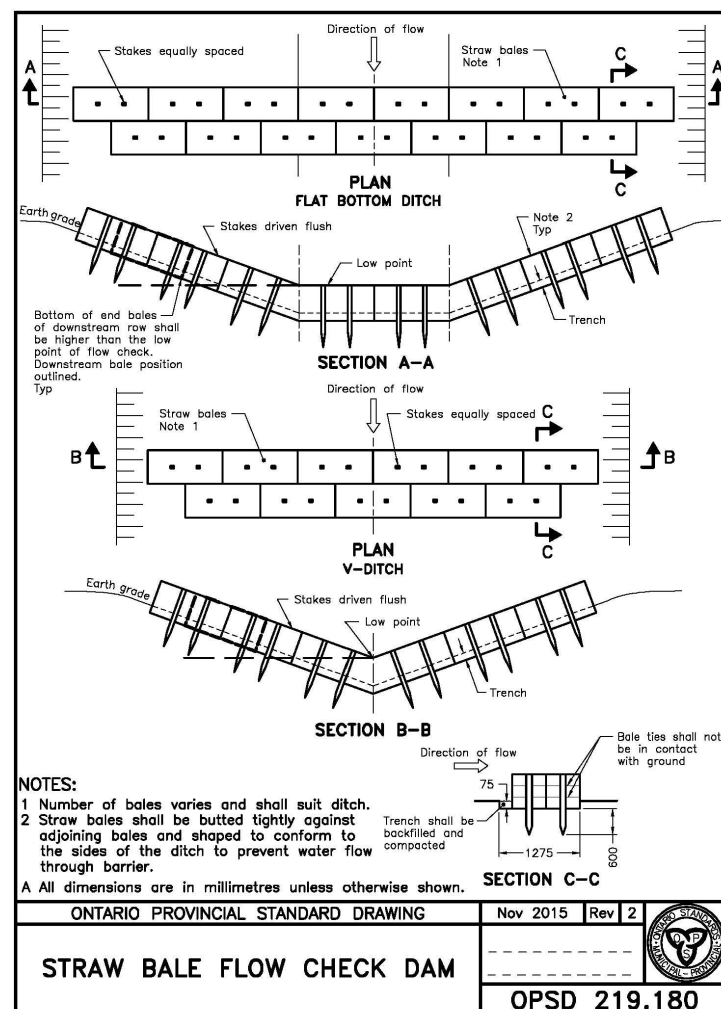 Direction of flow
Stakes equally spaced
Straw bales
Note 1
C
A
A
C
PLAN
FLAT BOTTOM DITCH
Earth grade
Stakes driven flush
Note 2
Typ
Low point
Trench
Bottom of end bales
of downstream row shall
be higher than the low
point of flow check.
Downstream bale position
outlined.
Typ
SECTION A-A
Direction of flow
Straw bales
Note 1
Stakes equally spaced
C
B
B
C
PLAN
V-DITCH
Earth grade
Stakes driven flush
Low point
Trench
SECTION B-B
Direction of flow
Bale ties shall not
be in contact
with ground
75
Trench shall be
backfilled and
compacted
1275
600
SECTION C-C
NOTES:
1 Number of bales varies and shall suit ditch.
2 Straw bales shall be butted tightly against
adjoining bales and shaped to conform to
the sides of the ditch to prevent water flow
through barrier.
A All dimensions are in millimetres unless otherwise shown.
ONTARIO PROVINCIAL STANDARD DRAWING
Nov 2015 Rev 2
STRAW BALE FLOW CHECK DAM
OPSD 219.180
ONTARIO STANDARDS
MUNICIPAL - PROVINCIAL
O P S